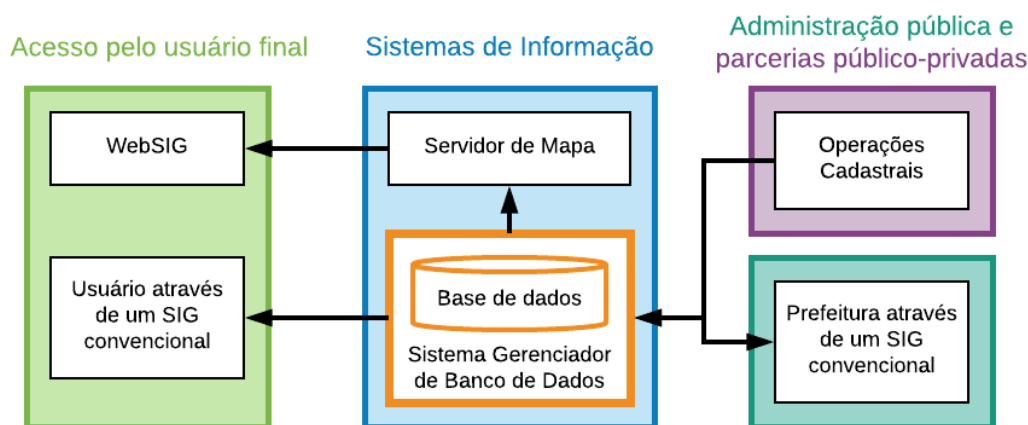 Acesso pelo usuário final
Sistemas de Informação
Administração pública e
parcerias público-privadas
WebSIG
Servidor de Mapa
Operações
Cadastrais
Usuário através
de um SIG
convencional
Base de dados
Sistema Gerenciador
de Banco de Dados
Prefeitura através
de um SIG
convencional